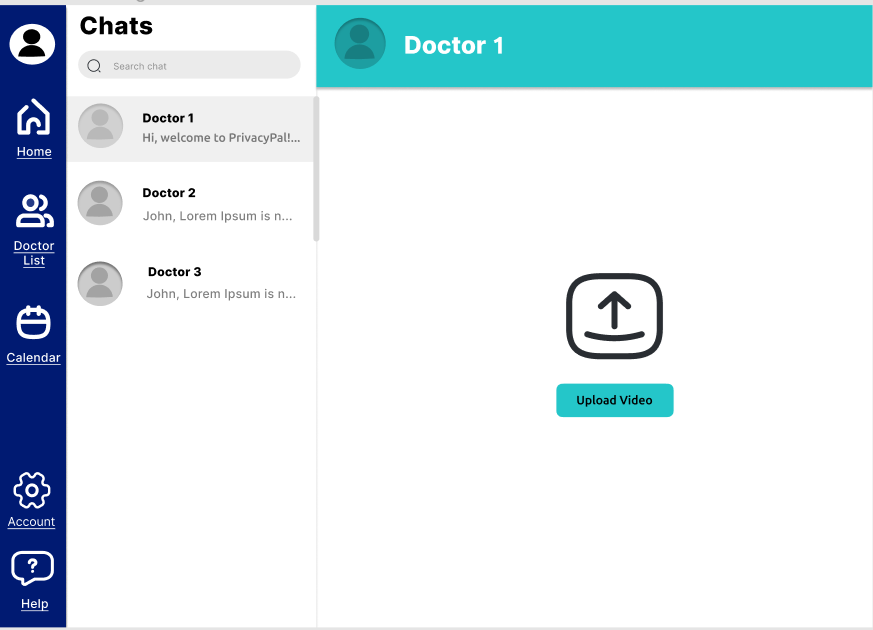 Home
Doctor
List
Calendar
Account
?
Help
Chats
Search chat
Doctor 1
Hi, welcome to PrivacyPal!...
Doctor 2
John, Lorem Ipsum is n...
Doctor 3
John, Lorem Ipsum is n...
Doctor 1
Upload Video